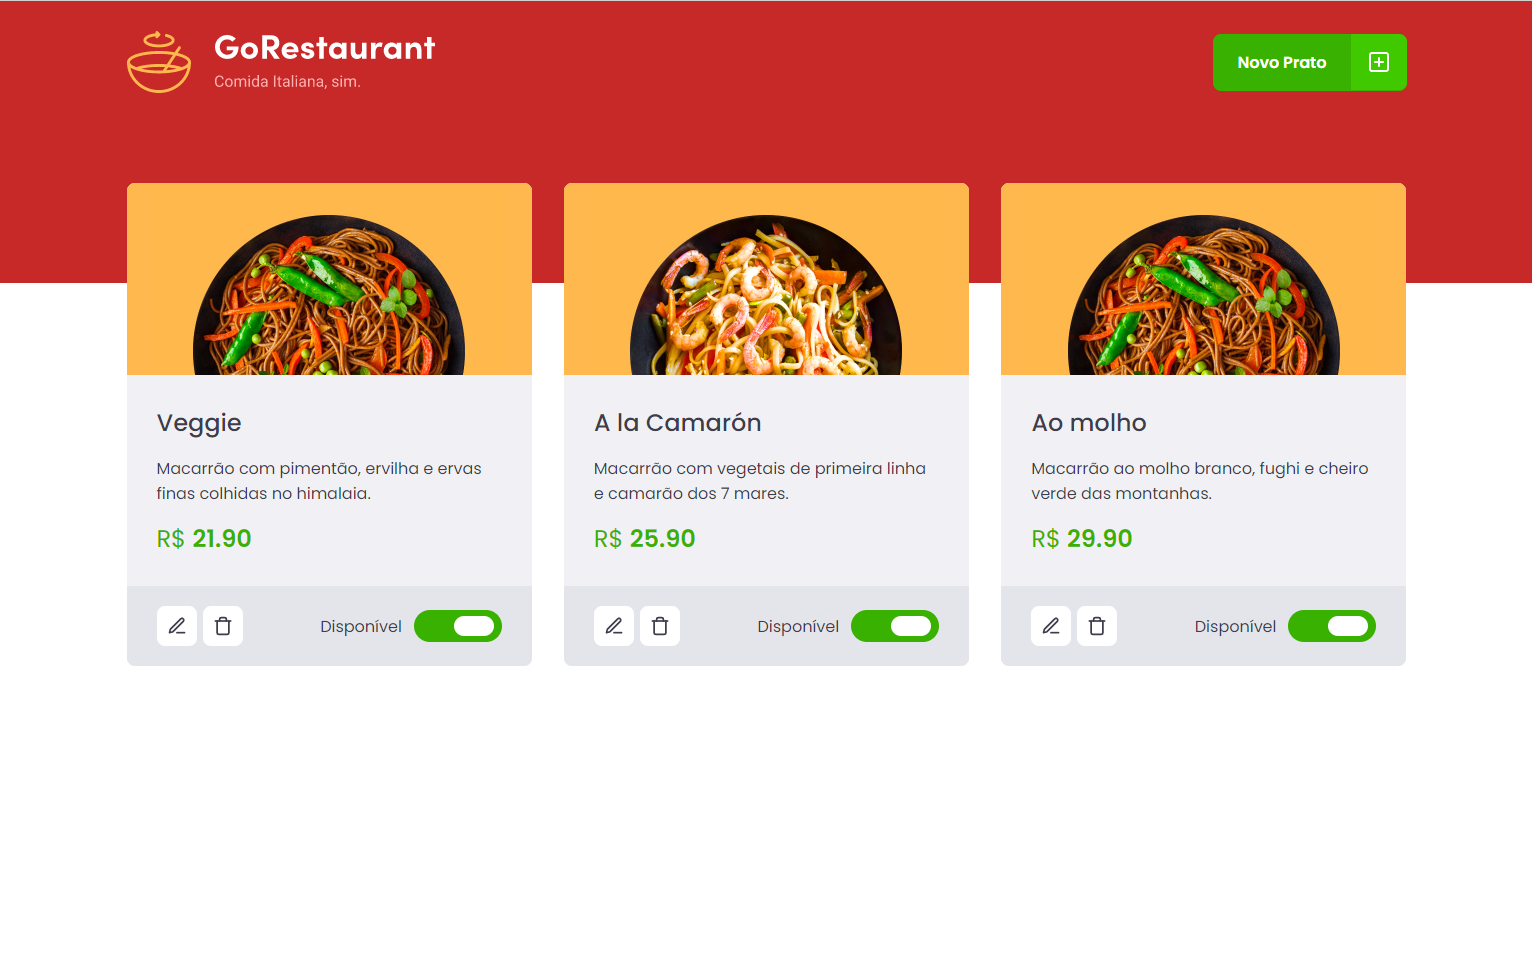 GoRestaurant
Comida Italiana, sim.
Novo Prato
Veggie
Macarrão com pimentão, ervilha e ervas
finas colhidas no himalaia.
R$ 21.90
Disponível
A la Camarón
Macarrão com vegetais de primeira linha
e camarão dos 7 mares.
R$ 25.90
Disponível
Ao molho
Macarrão ao molho branco, fughi e cheiro
verde das montanhas.
R$ 29.90
Disponível